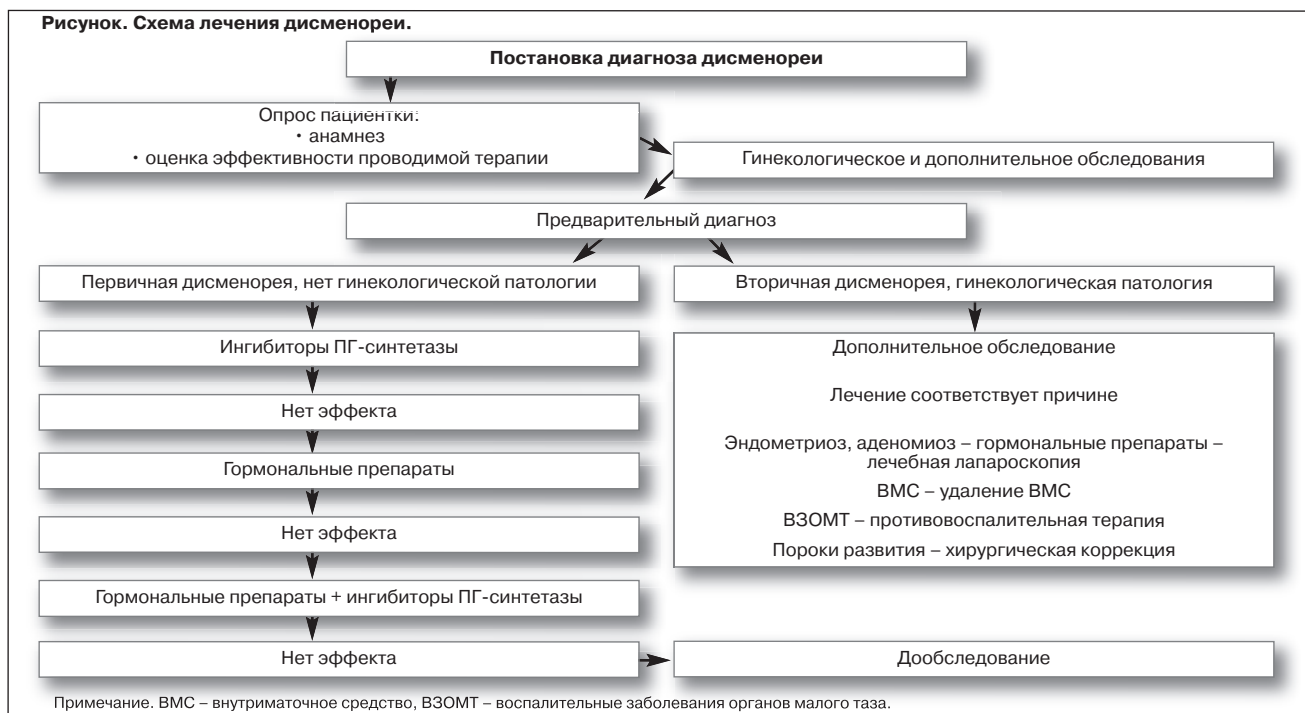 Рисунок. Схема лечения дисменореи.
Постановка диагноза дисменореи
Опрос пациентки:
• анамнез
• оценка эффективности проводимой терапии
Гинекологическое и дополнительное обследования
Предварительный диагноз
Первичная дисменорея, нет гинекологической патологии
Вторичная дисменорея, гинекологическая патология
Ингибиторы ПГ-синтетазы
Нет эффекта
Гормональные препараты
Нет эффекта
Гормональные препараты + ингибиторы ПГ-синтетазы
Нет эффекта
Дополнительное обследование
Лечение соответствует причине
Эндометриоз, аденомиоз – гормональные препараты –
лечебная лапароскопия
ВМС – удаление ВМС
ВЗОМТ – противовоспалительная терапия
Пороки развития – хирургическая коррекция
Дообследование
Примечание. ВМС – внутриматочное средство, ВЗОМТ – воспалительные заболевания органов малого таза.